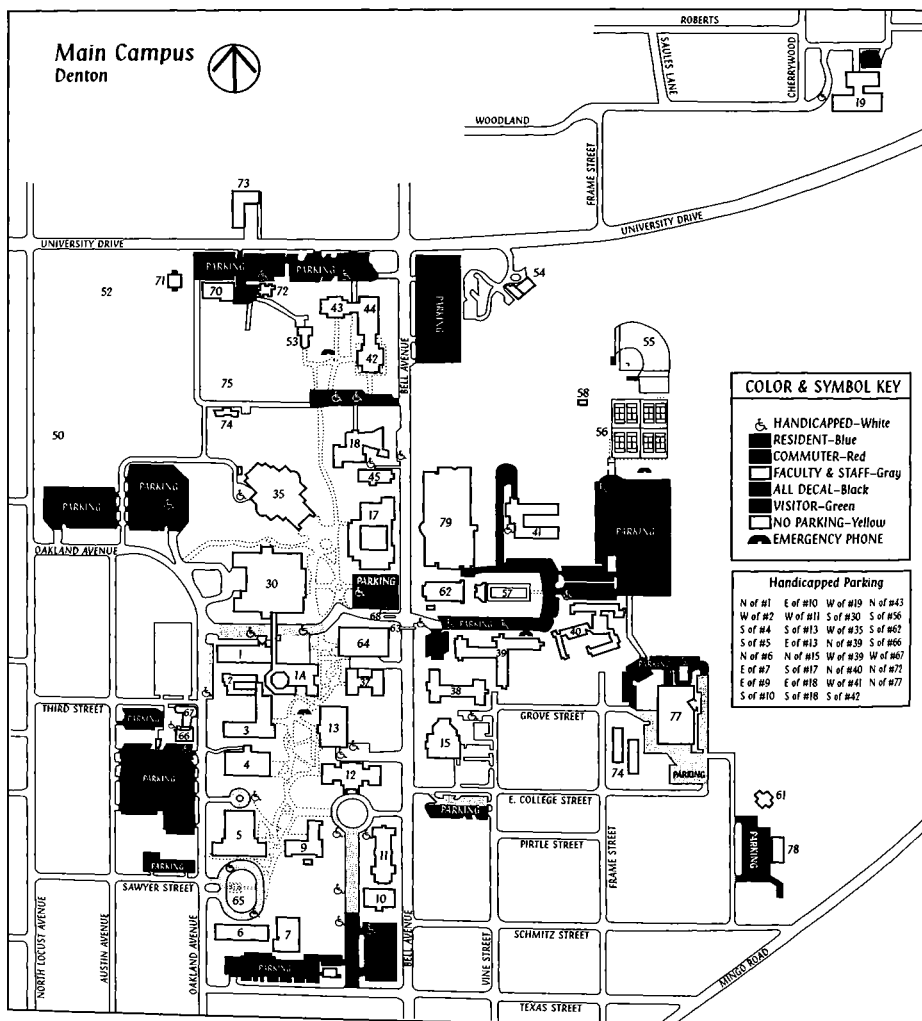 Main Campus
Denton
ROBERTS
SAULES LANE
CHERRYWOOD
19
WOODLAND
FRAME STREET
73
UNIVERSITY DRIVE
UNIVERSITY DRIVE
PARKING
PARKING
71
52
70
72
43
44
54
53
42
PARKING
BELL AVENUE
55
75
58
74
56
50
18
45
35
17
79
41
PARKING
PARKING
PARKING
OAKLAND AVENUE
30
PARKING
62
57
68
63
PARKING
64
40
39
1
1A
2
37
38
PARKING
77
THIRD STREET
67
66
3
13
15
GROVE STREET
74
PARKING
4
12
PARKING
E. COLLEGE STREET
61
PARKING
5
9
11
PIRTLE STREET
FRAME STREET
PARKING
78
PARKING
SAWYER STREET
65
10
6
7
SCHMITZ STREET
PARKING
NORTH LOCUST AVENUE
AUSTIN AVENUE
OAKLAND AVENUE
BELL AVENUE
VINE STREET
MINGO ROAD
TEXAS STREET
COLOR & SYMBOL KEY
HANDICAPPED–White
RESIDENT–Blue
COMMUTER–Red
FACULTY & STAFF–Gray
ALL DECAL–Black
VISITOR–Green
NO PARKING–Yellow
EMERGENCY PHONE
Handicapped Parking
N of #1 E of #10 W of #19 N of #43
W of #2 W of #11 S of #30 S of #56
S of #4 S of #13 W of #35 S of #62
S of #5 E of #13 N of #39 S of #66
N of #6 N of #15 W of #39 W of #67
E of #7 S of #17 N of #40 N of #72
E of #9 E of #18 W of #41 N of #77
S of #10 S of #18 S of #42